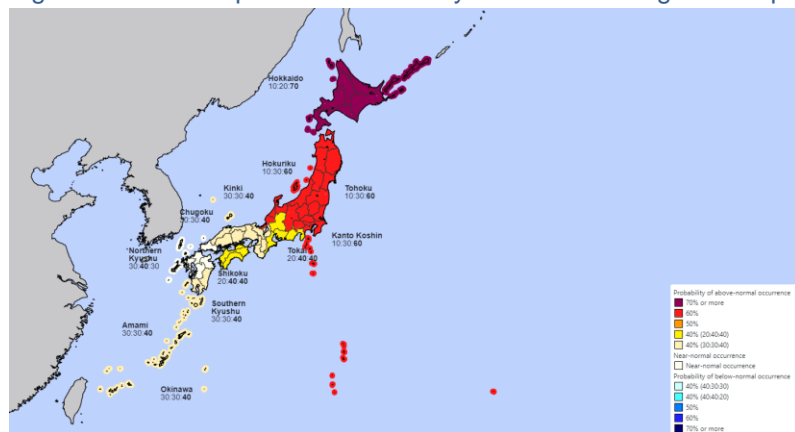 Hokkaido
10:20:70
Hokuriku
10:30:60
Tohoku
10:30:60
Kinki
30:30:40
Chugoku
30:30:40
Kanto Koshin
10:30:60
Northern
Kyushu
30:40:30
Tokai
20:40:40
Shikoku
20:40:40
Southern
Kyushu
30:30:40
Amami
30:30:40
Okinawa
30:30:40
Probability of above-normal occurrence
70% or more
60%
50%
40% (20:40:40)
40% (30:30:40)
Near-normal occurrence
Near-nomal occurrence
Probability of below-normal occurrence
40% (40:30:30)
40% (40:40:20)
50%
60%
70% or more